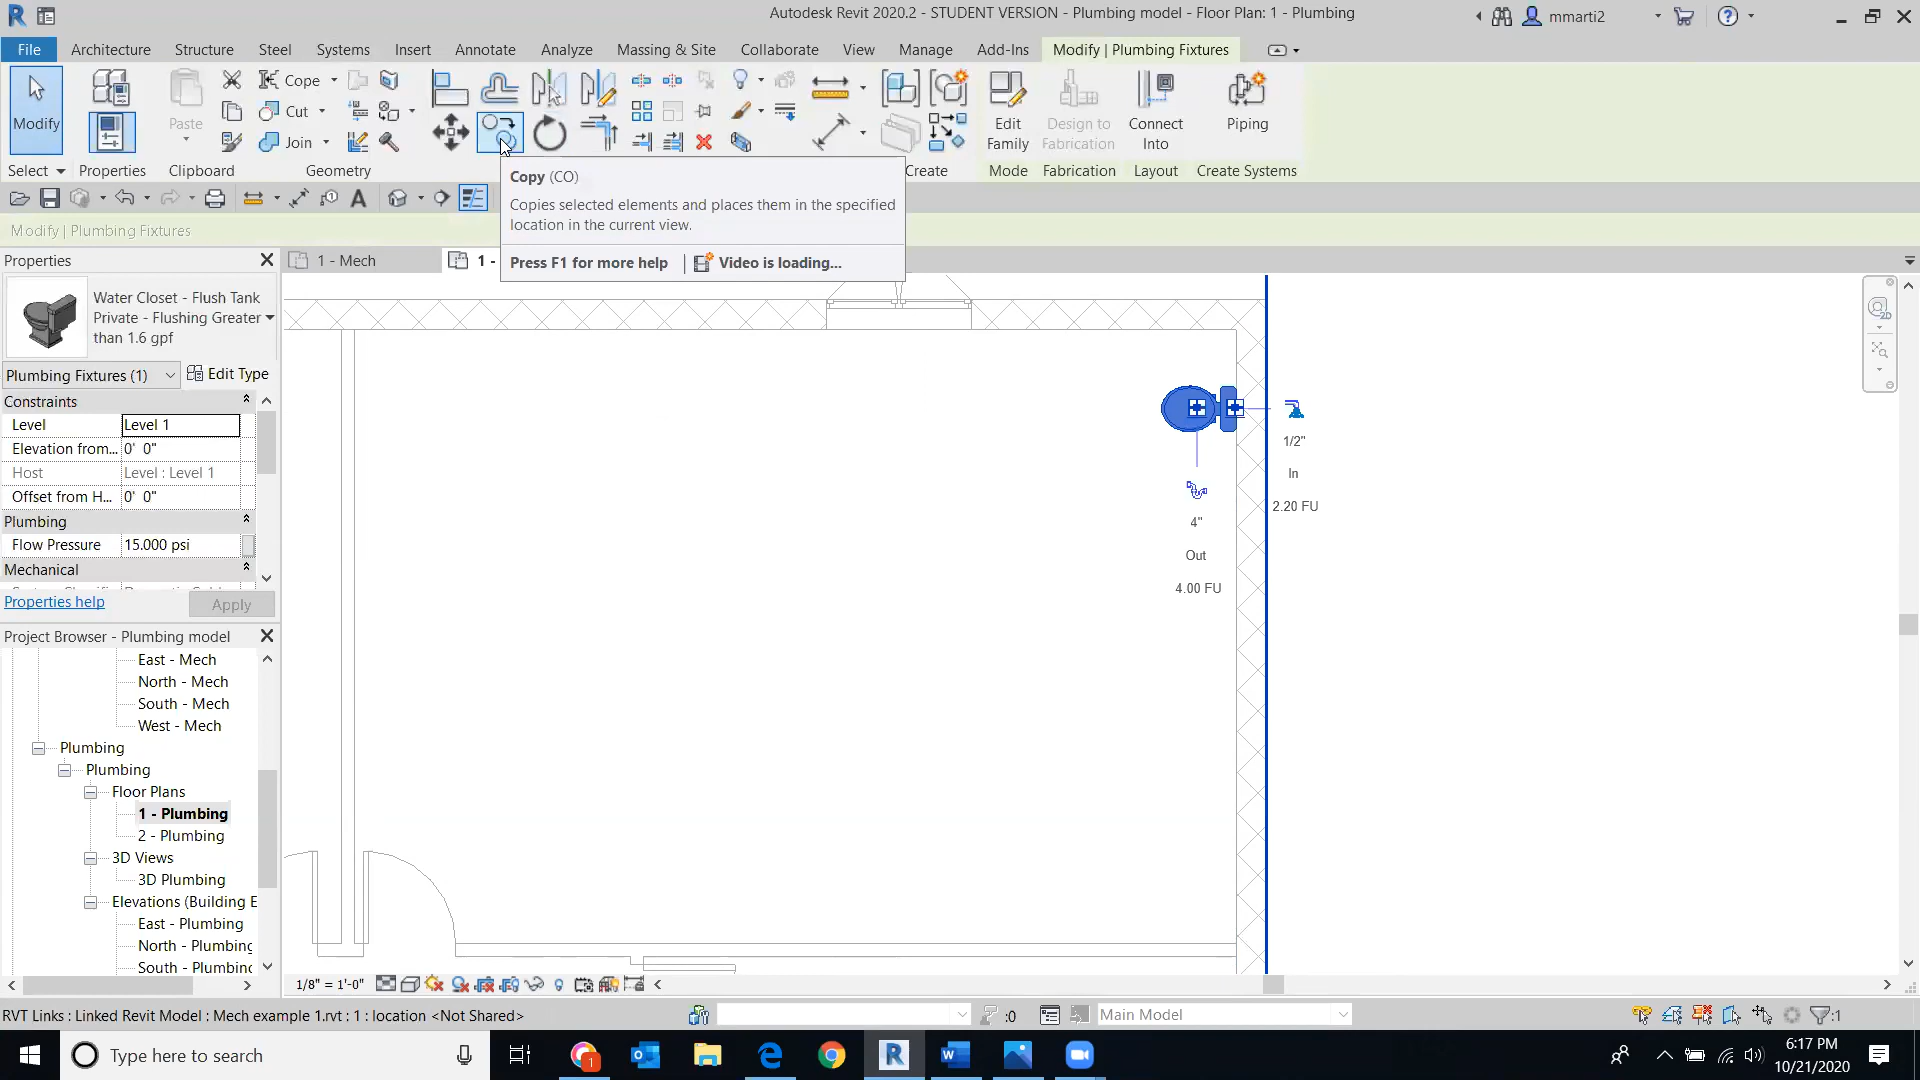 Autodesk Revit 2020.2 - STUDENT VERSION - Plumbing model - Floor Plan: 1 - Plumbing
mmarti2
File Architecture Structure Steel Systems Insert Annotate Analyze Massing & Site Collaborate View Manage Add-Ins Modify | Plumbing Fixtures
Modify
Paste
Cope
Cut
Join
Edit
Family
Design to
Fabrication
Connect
Into
Piping
Select Properties Clipboard Geometry Create Mode Fabrication Layout Create Systems
Copy (CO)
Copies selected elements and places them in the specified
location in the current view.
Press F1 for more help
Video is loading...
Modify | Plumbing Fixtures
Properties
1 - Mech
1 -
Water Closet - Flush Tank
Private - Flushing Greater
than 1.6 gpf
Plumbing Fixtures (1)
Edit Type
Constraints
Level Level 1
Elevation from... 0' 0"
Host Level : Level 1
Offset from H... 0' 0"
Plumbing
Flow Pressure 15.000 psi
Mechanical
Properties help
Apply
1/2"
In
2.20 FU
4"
Out
4.00 FU
Project Browser - Plumbing model
East - Mech
North - Mech
South - Mech
West - Mech
Plumbing
Plumbing
Floor Plans
1 - Plumbing
2 - Plumbing
3D Views
3D Plumbing
Elevations (Building E
East - Plumbing
North - Plumbing
South - Plumbing
1/8" = 1'-0"
RVT Links : Linked Revit Model : Mech example 1.rvt : 1 : location <Not Shared>
:0
Main Model
:1
Type here to search
1
6:17 PM
10/21/2020